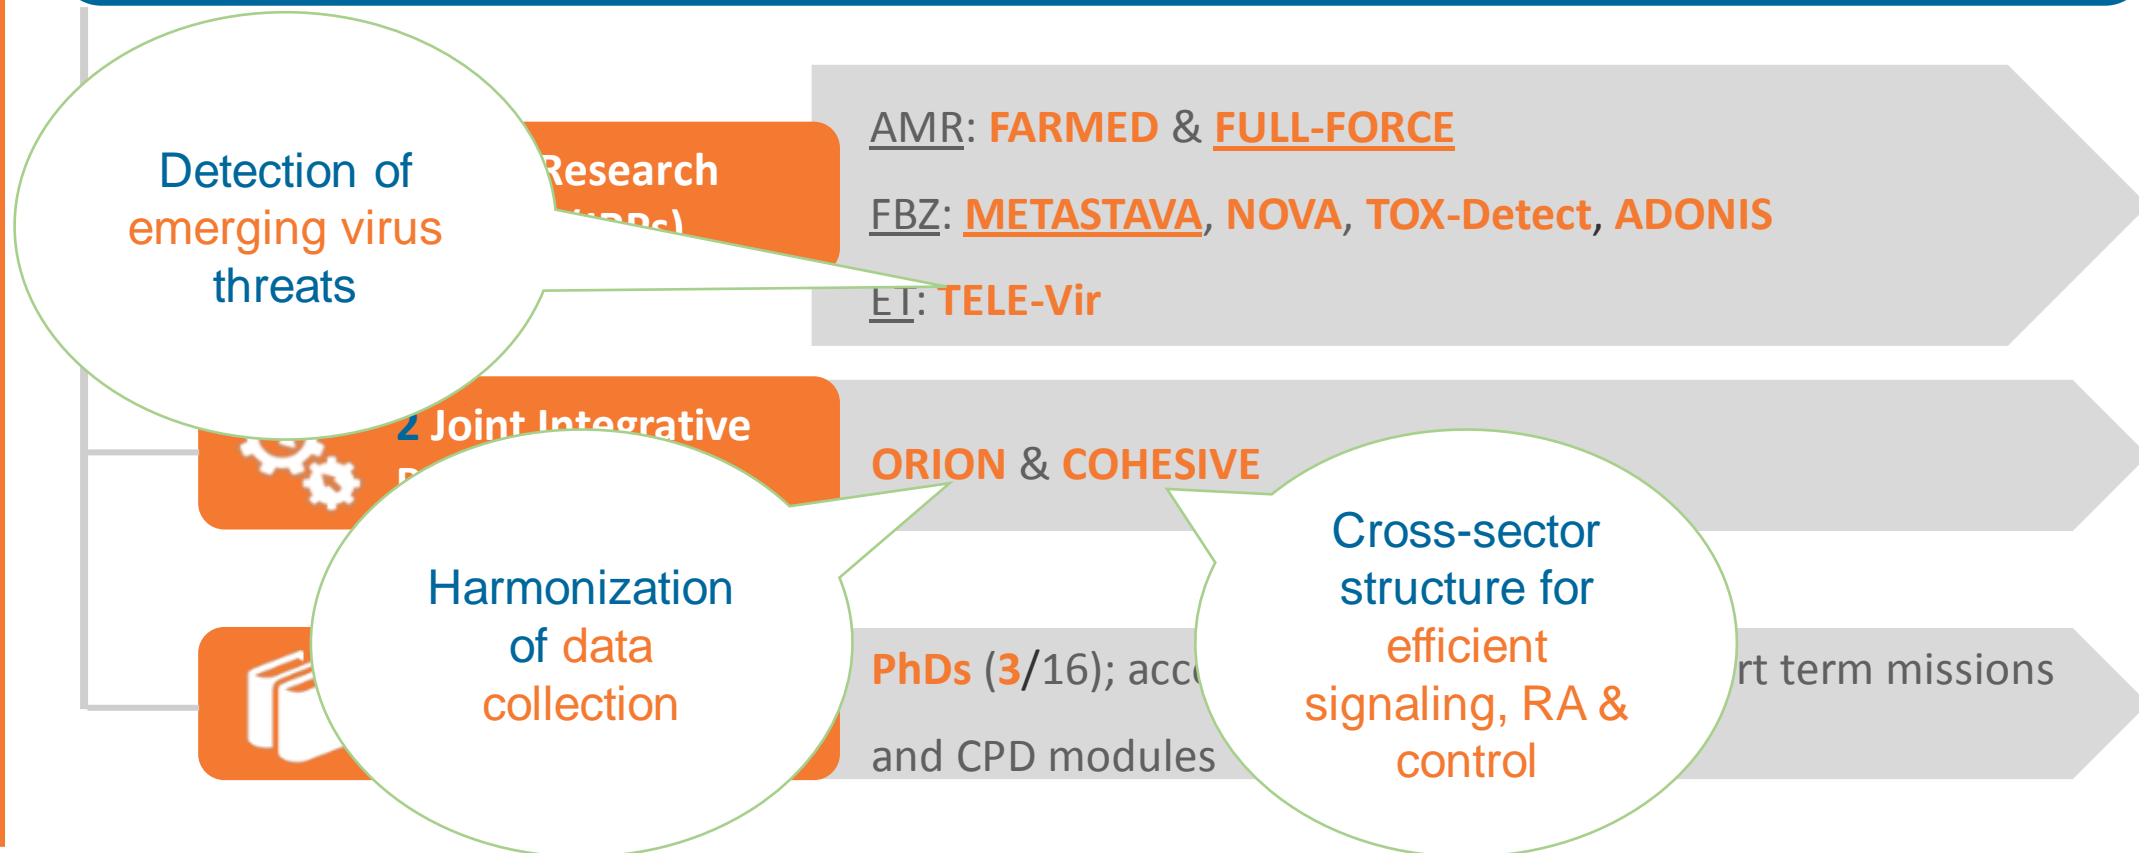 Detection of
emerging virus
threats
Research
AMR: FARMED & FULL-FORCE
FBZ: METASTAVA, NOVA, TOX-Detect, ADONIS
ET: TELE-Vir
2 Joint Integrative
ORION & COHESIVE
Harmonization
of data
collection
Cross-sector
structure for
efficient
signaling, RA &
control
PhDs (3/16); term missions
and CPD modules